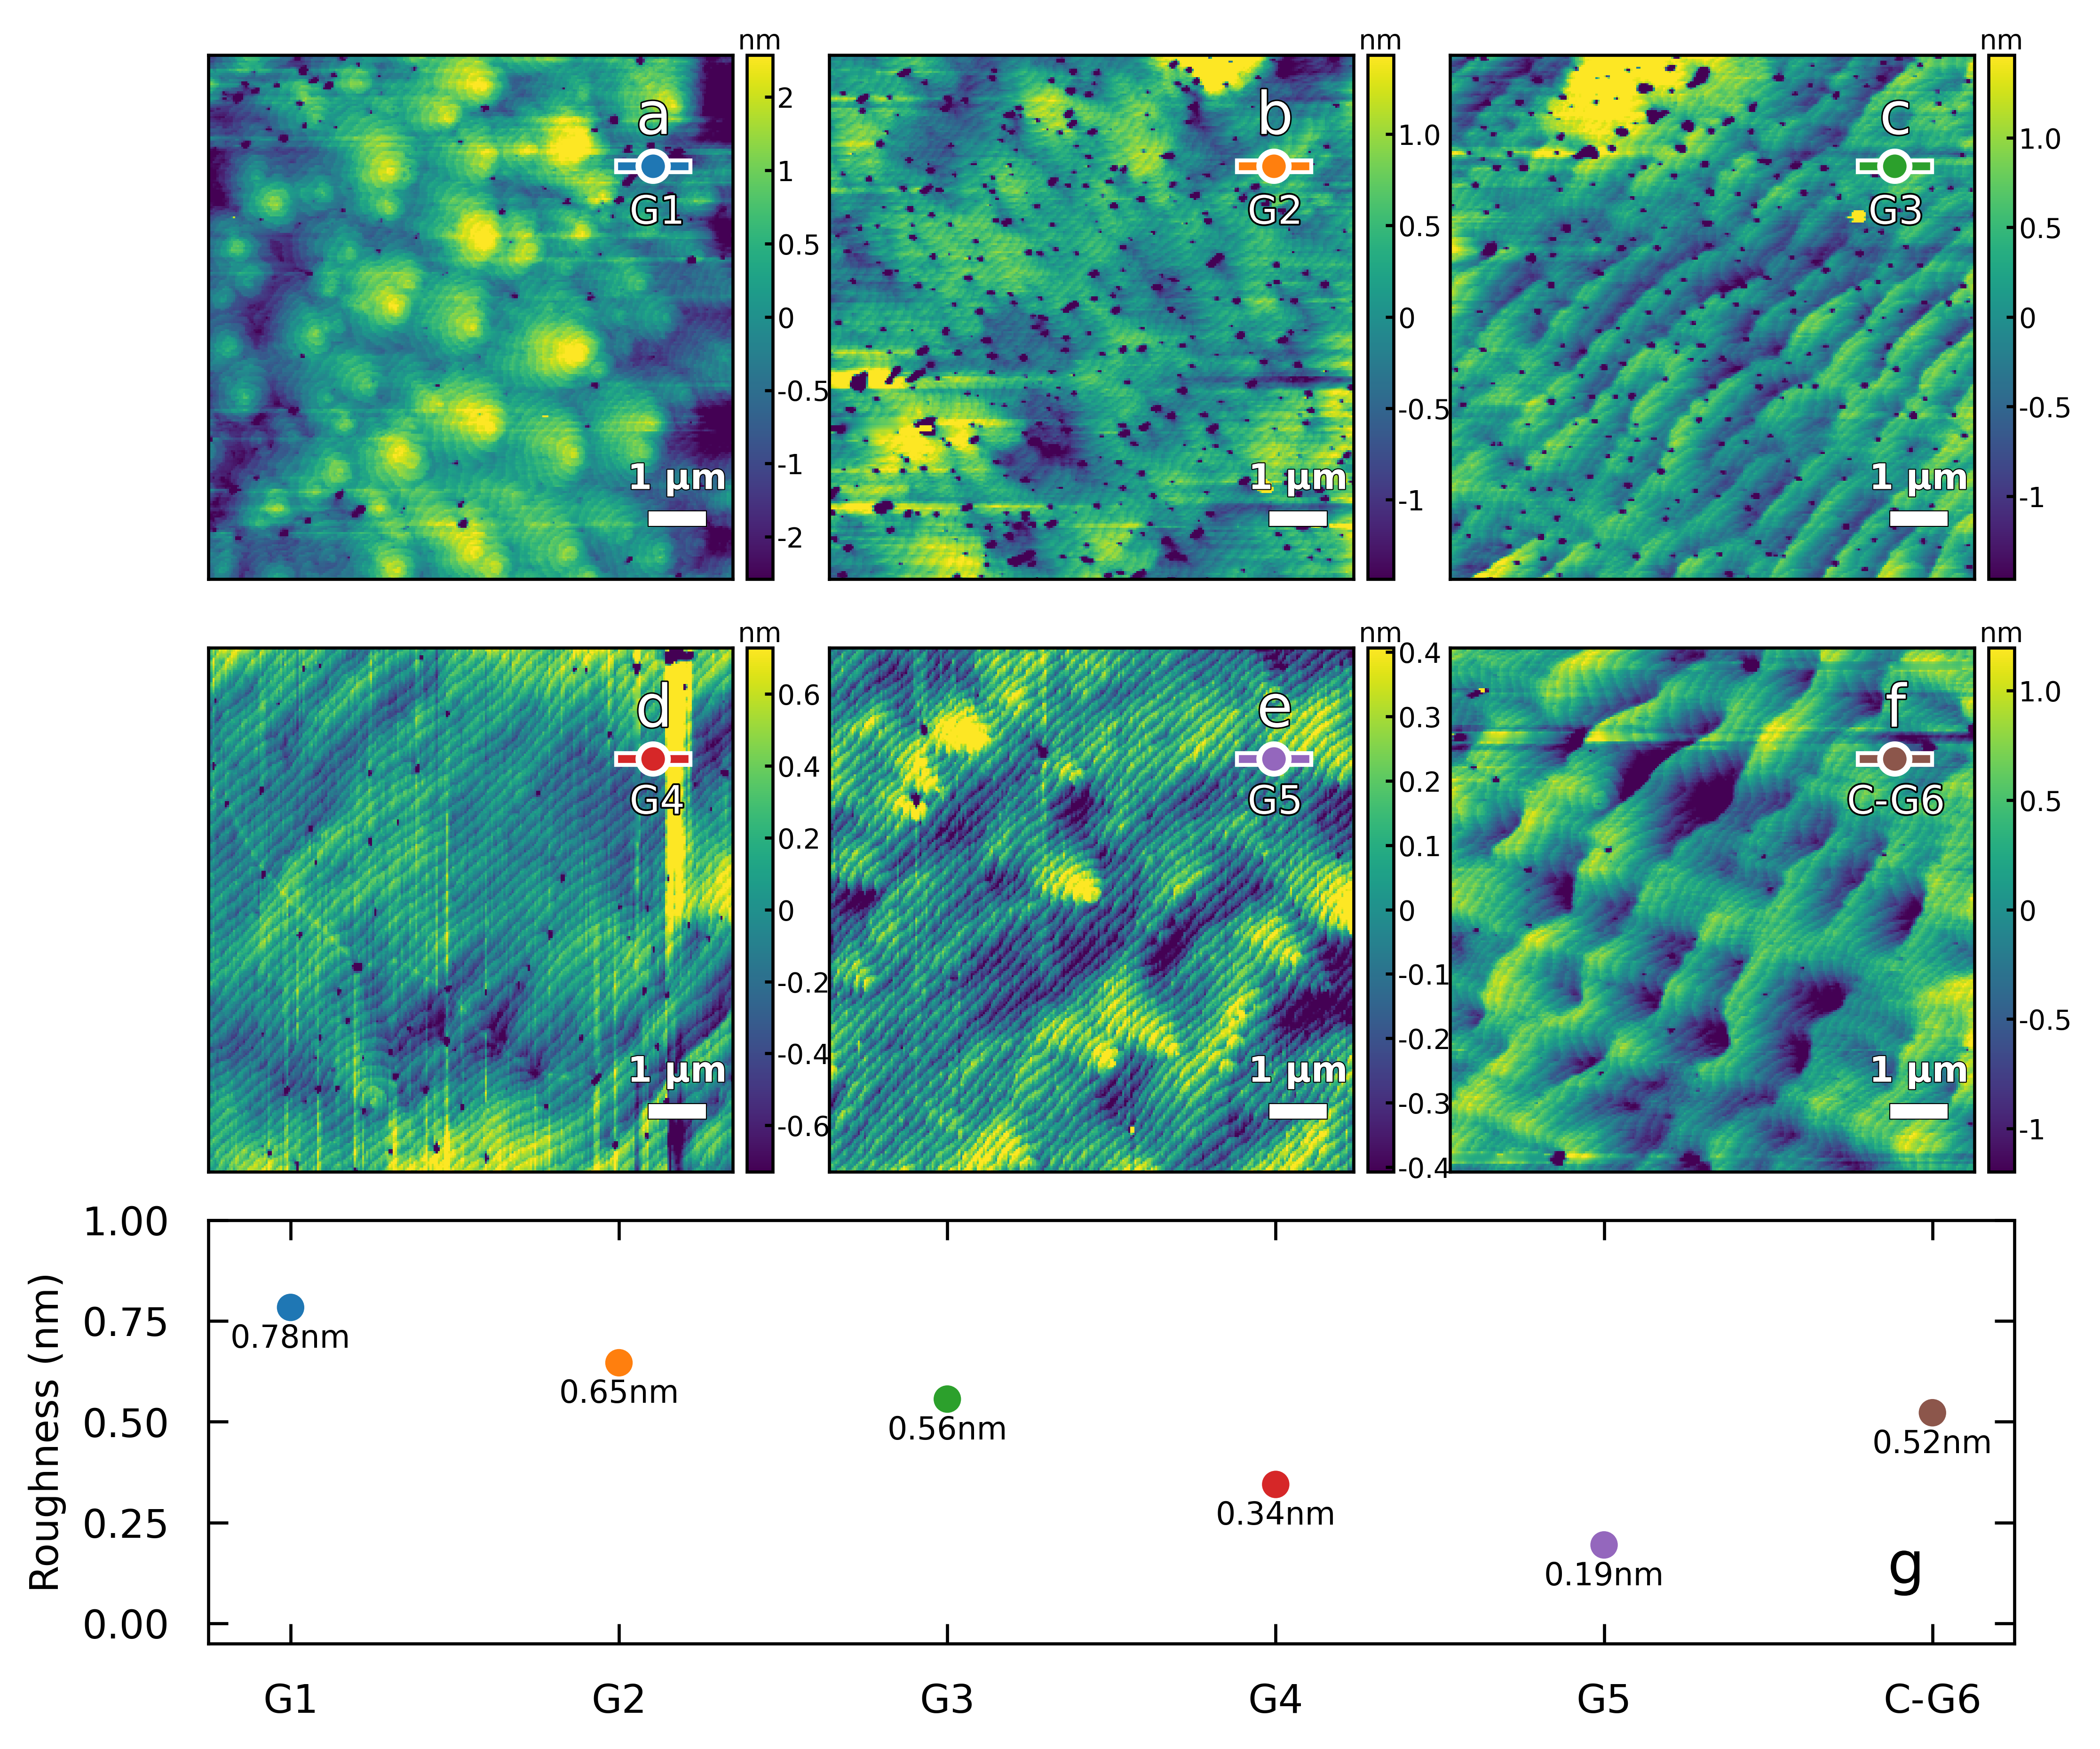 nm
a
G1
1 μm
2
1
0.5
0
-0.5
-1
-2
nm
b
G2
1 μm
1.0
0.5
0
-0.5
-1
nm
c
G3
1 μm
1.0
0.5
0
-0.5
-1
nm
d
G4
1 μm
0.6
0.4
0.2
0
-0.2
-0.4
-0.6
nm
e
G5
1 μm
0.4
0.3
0.2
0.1
0
-0.1
-0.2
-0.3
-0.4
nm
f
C-G6
1 μm
1.0
0.5
0
-0.5
-1
Roughness (nm)
1.00
0.75
0.50
0.25
0.00
0.78nm
0.65nm
0.56nm
0.34nm
0.19nm
0.52nm
g
G1 G2 G3 G4 G5 C-G6